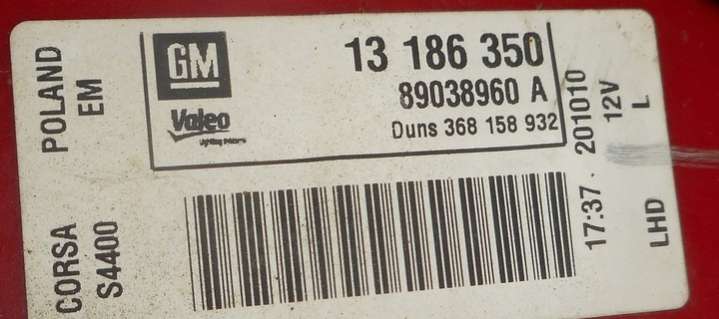 POLAND
EM
CORSA
S4400
GM
Valeo
13 186 350
89038960 A
Duns 368 158 932
17:37 · 201010
12V
L
LHD